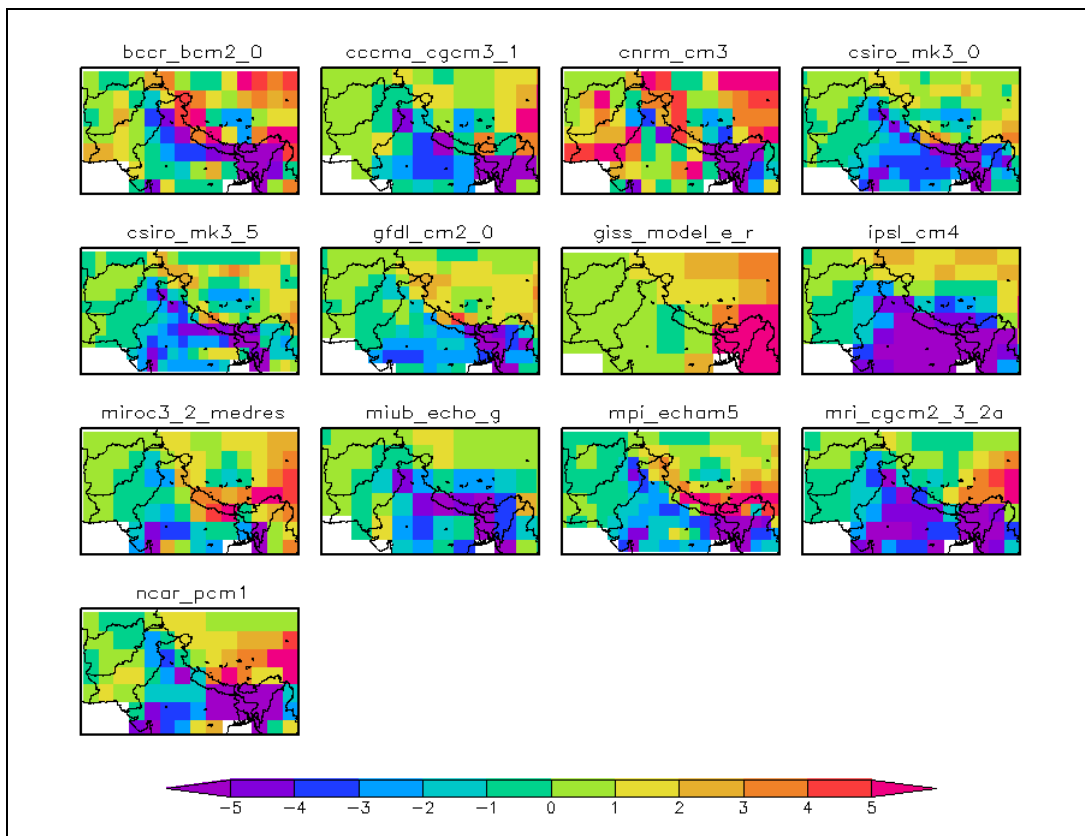 bccr_bcm2_0 cccma_cgcm3_1 cnrm_cm3 csiro_mk3_0
csiro_mk3_5 gfdl_cm2_0 giss_model_e_r ipsl_cm4
miroc3_2_medres miub_echo_g mpi_echam5 mri_cgcm2_3_2a
ncar_pcm1
−5 −4 −3 −2 −1 0 1 2 3 4 5